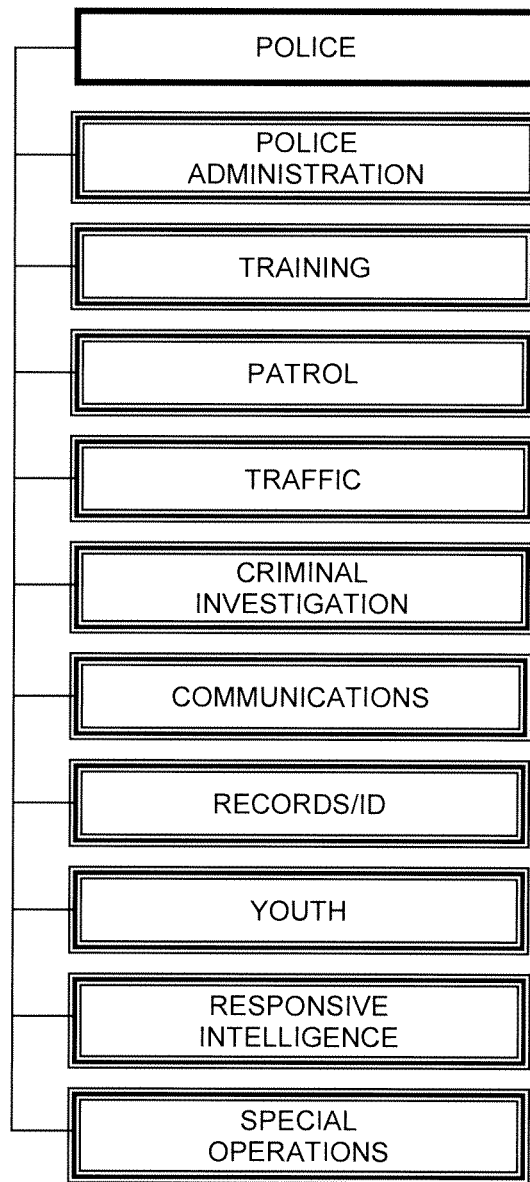 POLICE
POLICE
ADMINISTRATION
TRAINING
PATROL
TRAFFIC
CRIMINAL
INVESTIGATION
COMMUNICATIONS
RECORDS/ID
YOUTH
RESPONSIVE
INTELLIGENCE
SPECIAL
OPERATIONS